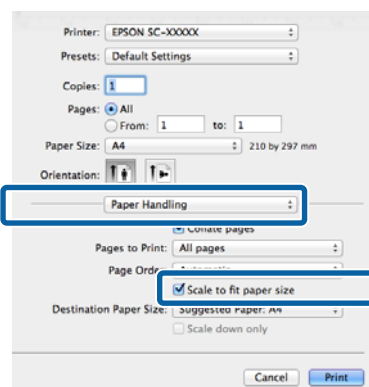 Printer: EPSON SC-XXXXX
Presets: Default Settings
Copies: 1
Pages: All
From: 1 to: 1
Paper Size: A4 210 by 297 mm
Orientation:
Paper Handling
Collate pages
Pages to Print: All pages
Page Order: Automatic
Scale to fit paper size
Destination Paper Size: Suggested Paper: A4
Scale down only
Cancel Print